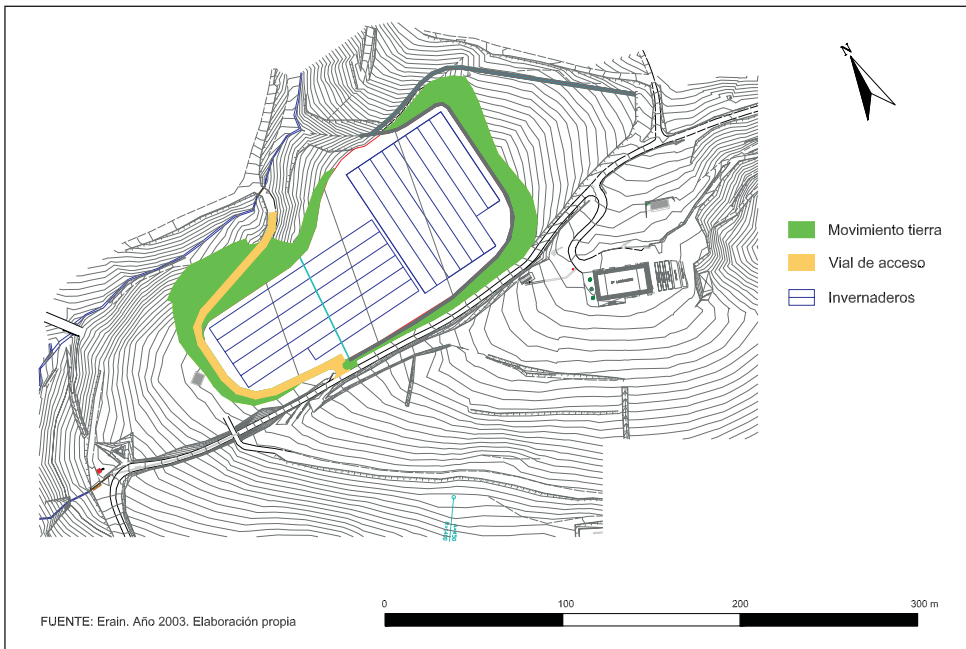 N
Movimiento tierra
Vial de acceso
Invernaderos
0
100
200
300 m
FUENTE: Erain. Año 2003. Elaboración propia